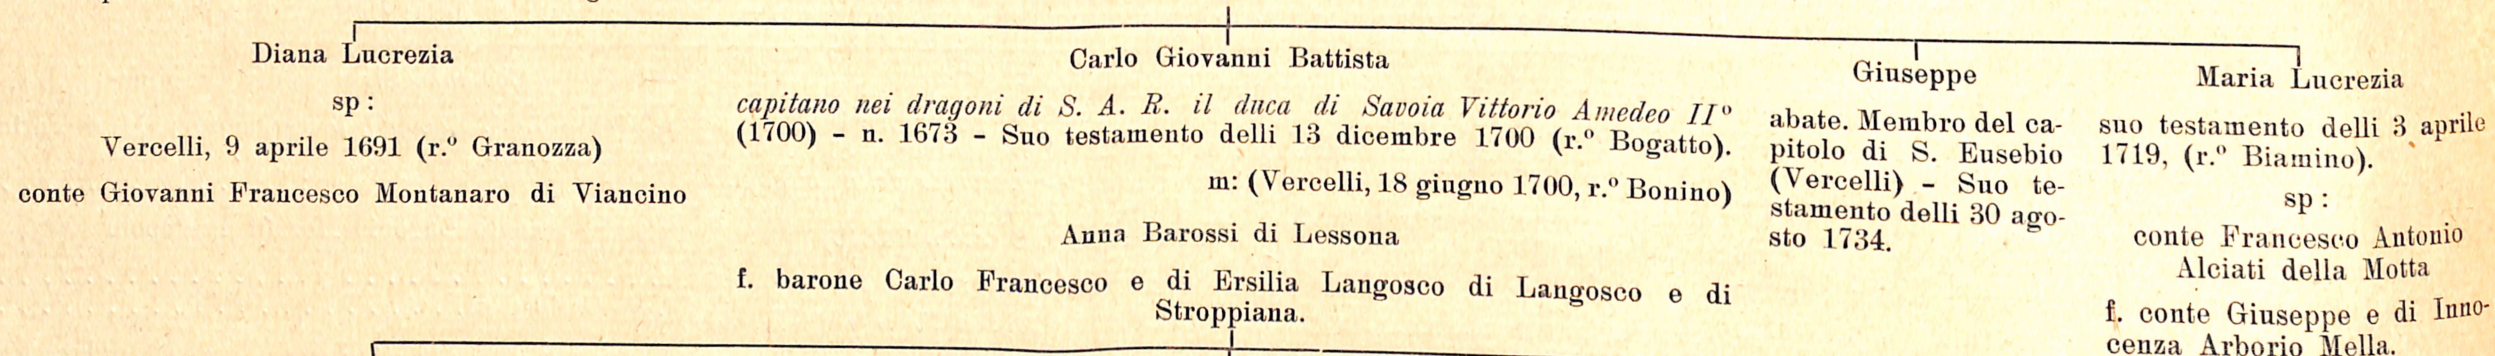 Diana Lucrezia
sp :
Vercelli, 9 aprile 1691 (r.º Granozza)
conte Giovanni Francesco Montanaro di Viancino
Carlo Giovanni Battista
capitano nei dragoni di S. A. R. il duca di Savoia Vittorio Amedeo IIº
(1700) - n. 1673 - Suo testamento delli 13 dicembre 1700 (r.º Bogatto).
m: (Vercelli, 18 giugno 1700, r.º Bonino)
Anna Barossi di Lessona
f. barone Carlo Francesco e di Ersilia Langosco di Langosco e di
Stroppiana.
Giuseppe
abate. Membro del ca-
pitolo di S. Eusebio
(Vercelli) - Suo te-
stamento delli 30 ago-
sto 1734.
Maria Lucrezia
suo testamento delli 3 aprile
1719, (r.º Biamino).
sp :
conte Francesco Antonio
Alciati della Motta
f. conte Giuseppe e di Inno-
cenza Arborio Mella.